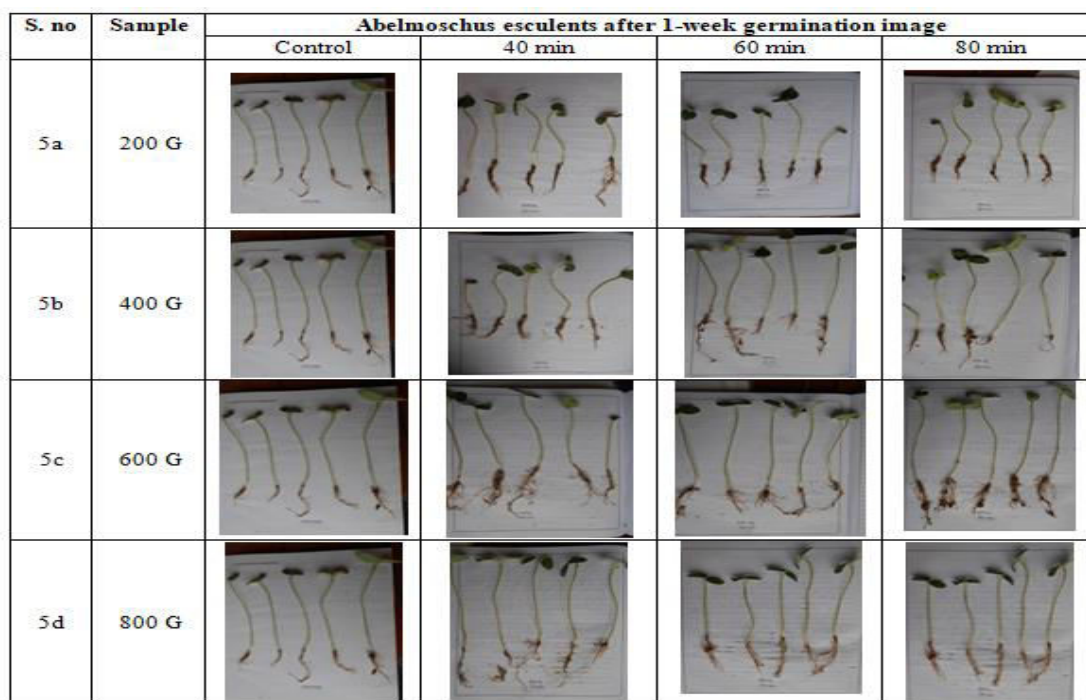 S. no Sample Abelmoschus esculents after 1-week germination image
Control 40 min 60 min 80 min
5a 200 G
5b 400 G
5c 600 G
5d 800 G